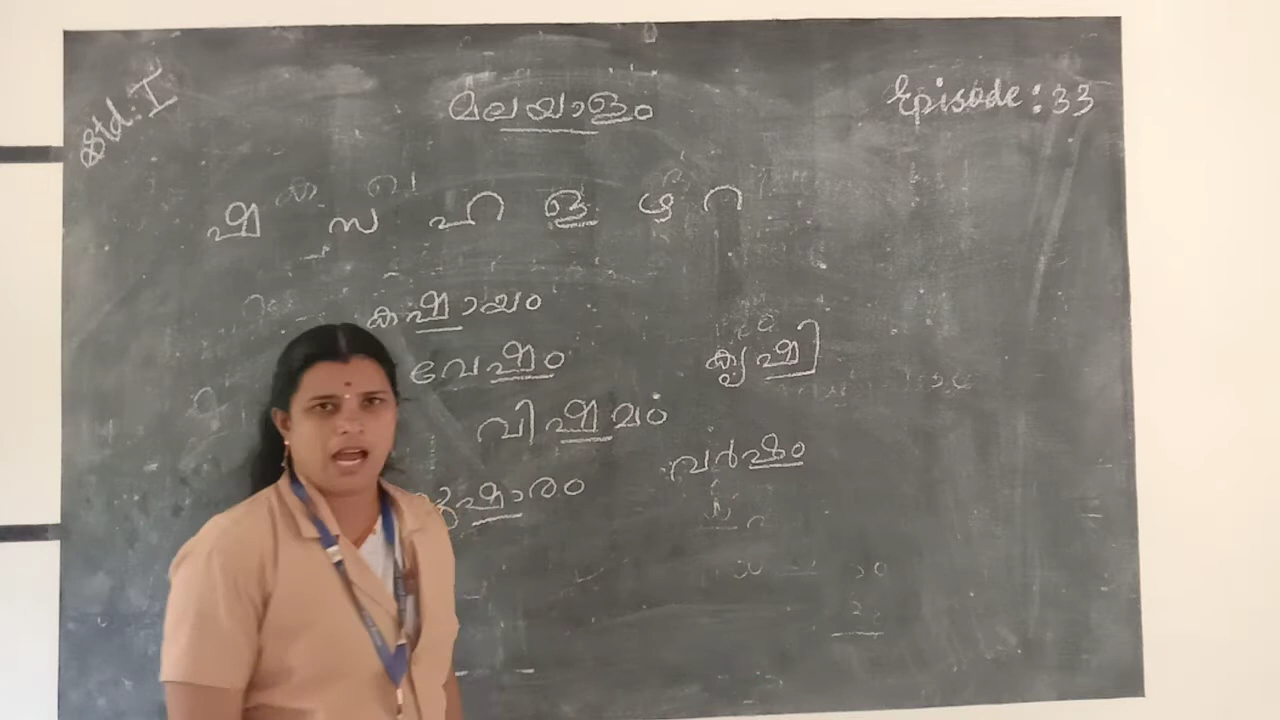 Std: I
മലയാളം
Episode: 33
ഷ സ ഹ ള ഴ റ
കഷായം
വേഷം
കൃഷി
വിഷമം
വർഷം